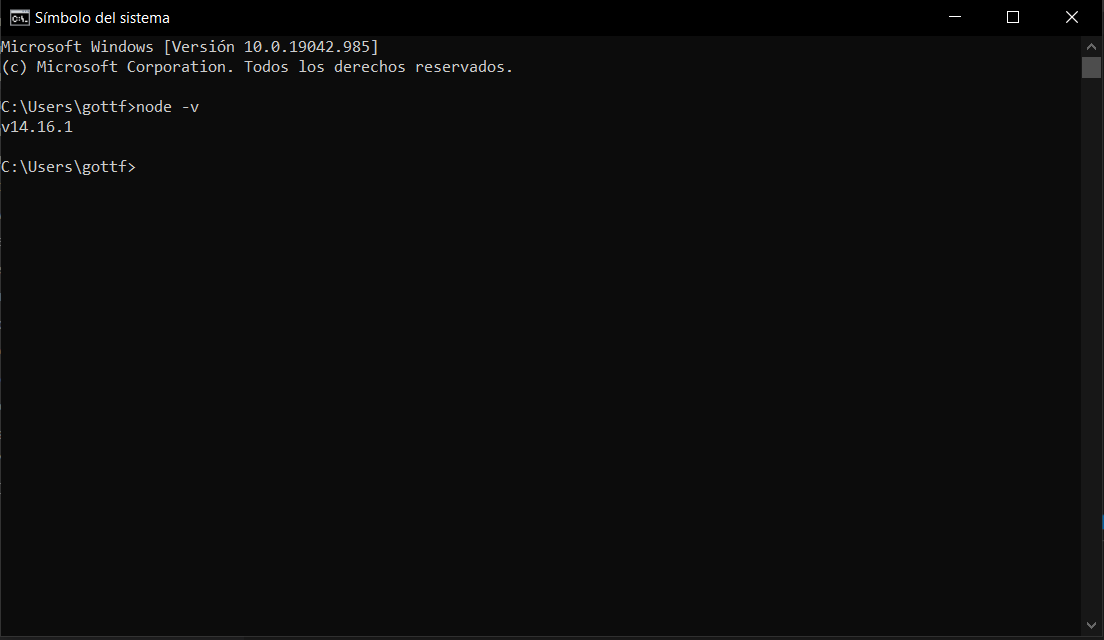 Símbolo del sistema
Microsoft Windows [Versión 10.0.19042.985]
(c) Microsoft Corporation. Todos los derechos reservados.
C:\Users\gottf>node -v
v14.16.1
C:\Users\gottf>